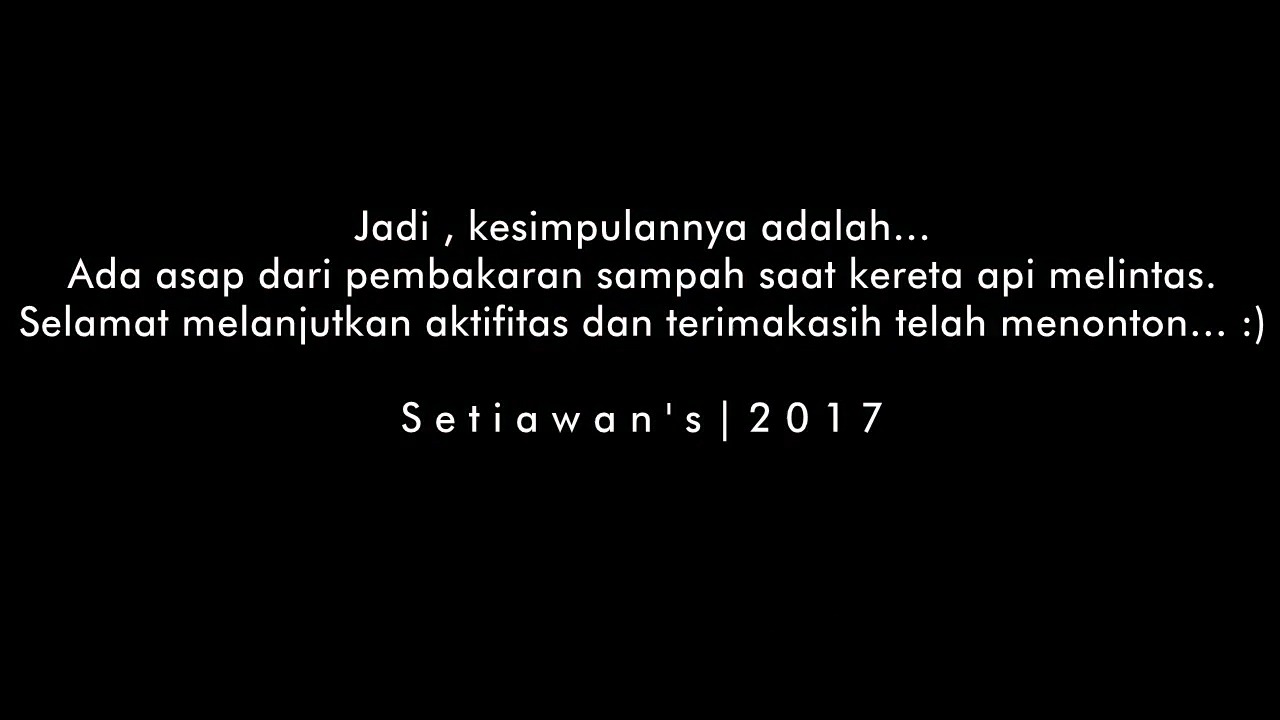 Jadi , kesimpulannya adalah...
Ada asap dari pembakaran sampah saat kereta api melintas.
Selamat melanjutkan aktifitas dan terimakasih telah menonton... :)
S e t i a w a n ' s | 2 0 1 7